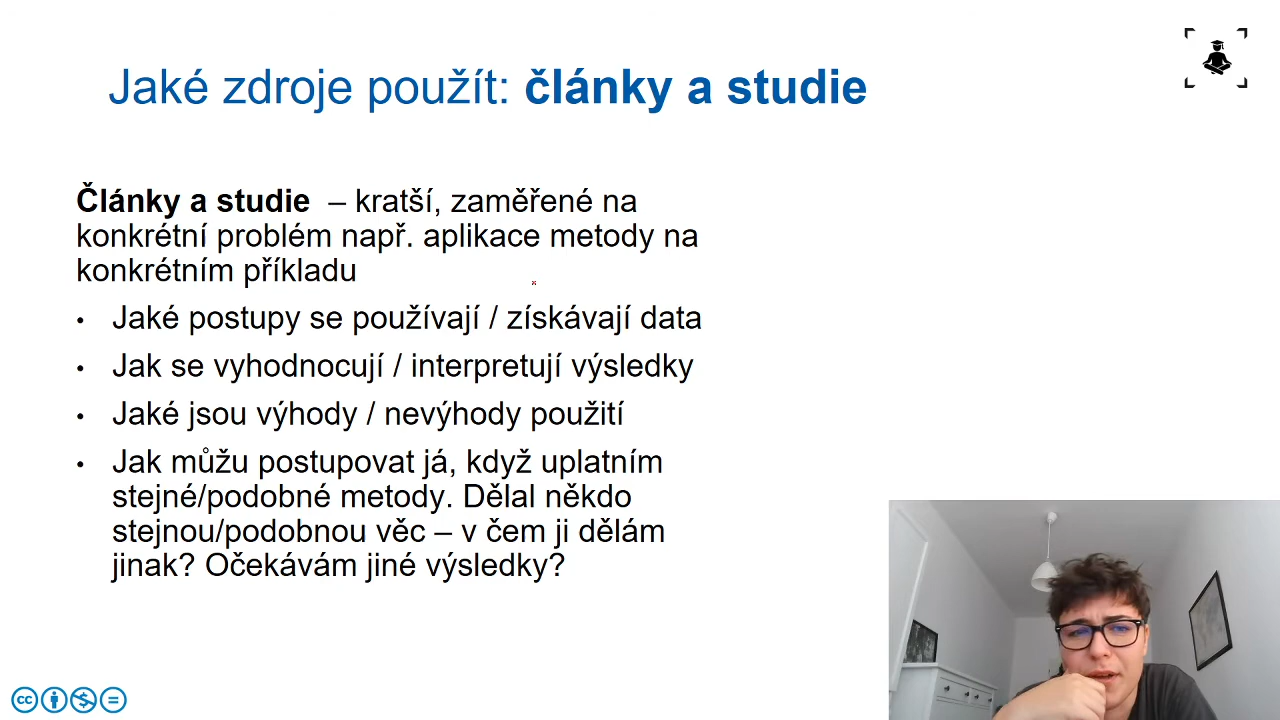 Jaké zdroje použít: články a studie
Články a studie – kratší, zaměřené na
konkrétní problém např. aplikace metody na
konkrétním příkladu
• Jaké postupy se používají / získávají data
• Jak se vyhodnocují / interpretují výsledky
• Jaké jsou výhody / nevýhody použití
• Jak můžu postupovat já, když uplatním
stejné/podobné metody. Dělal někdo
stejnou/podobnou věc – v čem ji dělám
jinak? Očekávám jiné výsledky?
cc